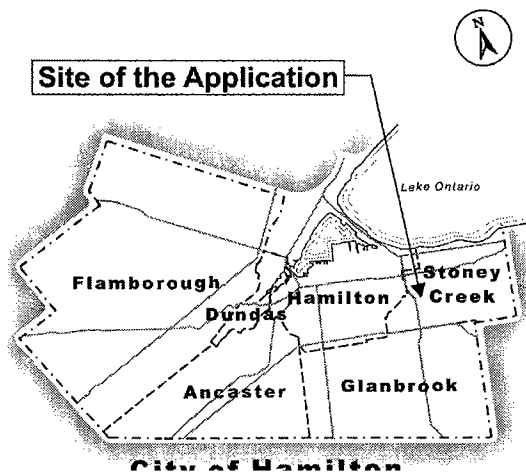 N
Site of the Application
Lake Ontario
Flamborough
Stoney
Creek
Hamilton
Dundas
Ancaster
Glanbrook
City of Hamilton